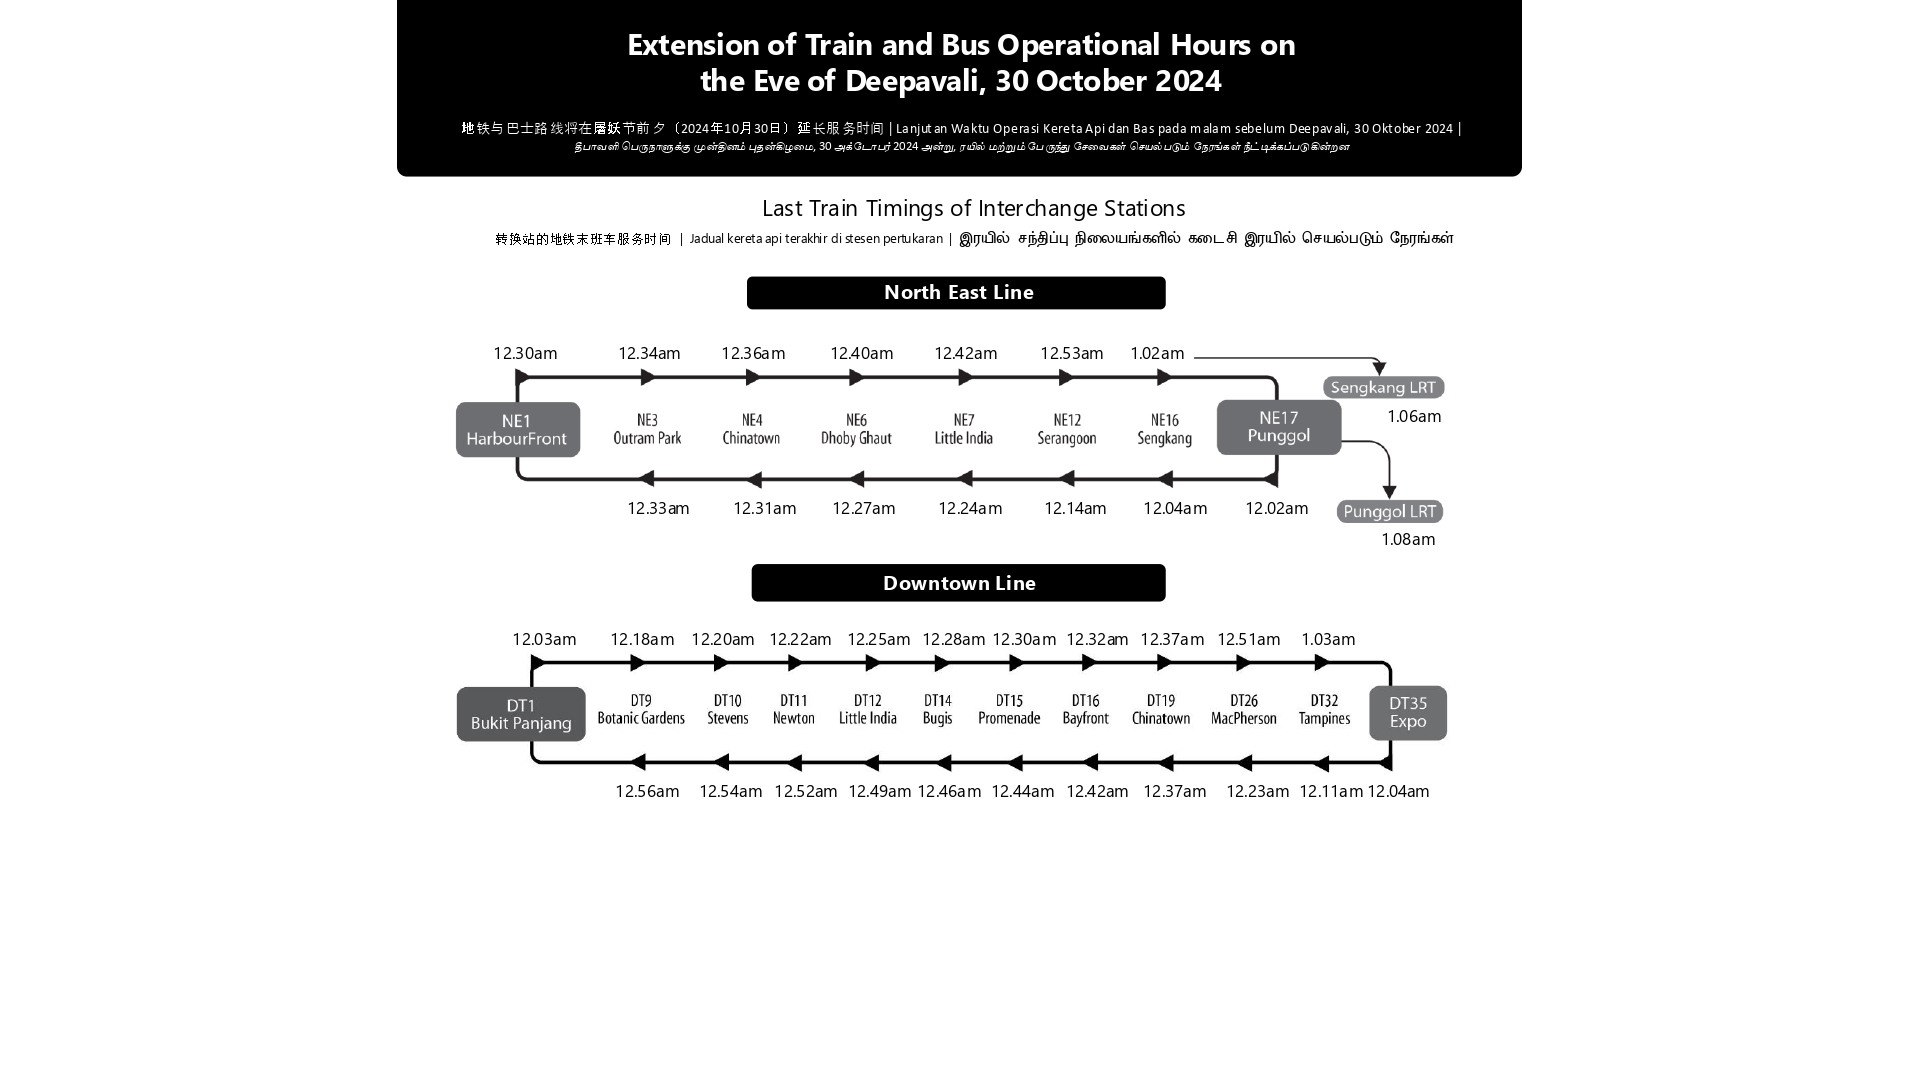 Extension of Train and Bus Operational Hours on
the Eve of Deepavali, 30 October 2024
地铁与巴士路线将在屠妖节前夕（2024年10月30日）延长服务时间 | Lanjutan Waktu Operasi Kereta Api dan Bas pada malam sebelum Deepavali, 30 Oktober 2024 |
தீபாவளி பெருநாளுக்கு முன்தினம் புதன்கிழமை, 30 அக்டோபர் 2024 அன்று, ரயில் மற்றும் பேருந்து சேவைகள் செயல்படும் நேரங்கள் நீட்டிக்கப்படுகின்றன
Last Train Timings of Interchange Stations
转换站的地铁末班车服务时间 | Jadual kereta api terakhir di stesen pertukaran | இரயில் சந்திப்பு நிலையங்களில் கடைசி இரயில் செயல்படும் நேரங்கள்
North East Line
12.30am 12.34am 12.36am 12.40am 12.42am 12.53am 1.02am
Sengkang LRT
1.06am
NE1 NE3 NE4 NE6 NE7 NE12 NE16 NE17
HarbourFront Outram Park Chinatown Dhoby Ghaut Little India Serangoon Sengkang Punggol
12.33am 12.31am 12.27am 12.24am 12.14am 12.04am 12.02am
Punggol LRT
1.08am
Downtown Line
12.03am 12.18am 12.20am 12.22am 12.25am 12.28am 12.30am 12.32am 12.37am 12.51am 1.03am
DT1 DT9 DT10 DT11 DT12 DT14 DT15 DT16 DT19 DT26 DT32 DT35
Bukit Panjang Botanic Gardens Stevens Newton Little India Bugis Promenade Bayfront Chinatown MacPherson Tampines Expo
12.56am 12.54am 12.52am 12.49am 12.46am 12.44am 12.42am 12.37am 12.23am 12.11am 12.04am